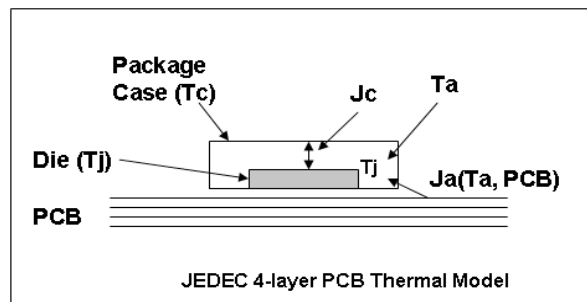 Package
Case (Tc)
Jc
Ta
Die (Tj)
Tj
Ja(Ta, PCB)
PCB
JEDEC 4-layer PCB Thermal Model